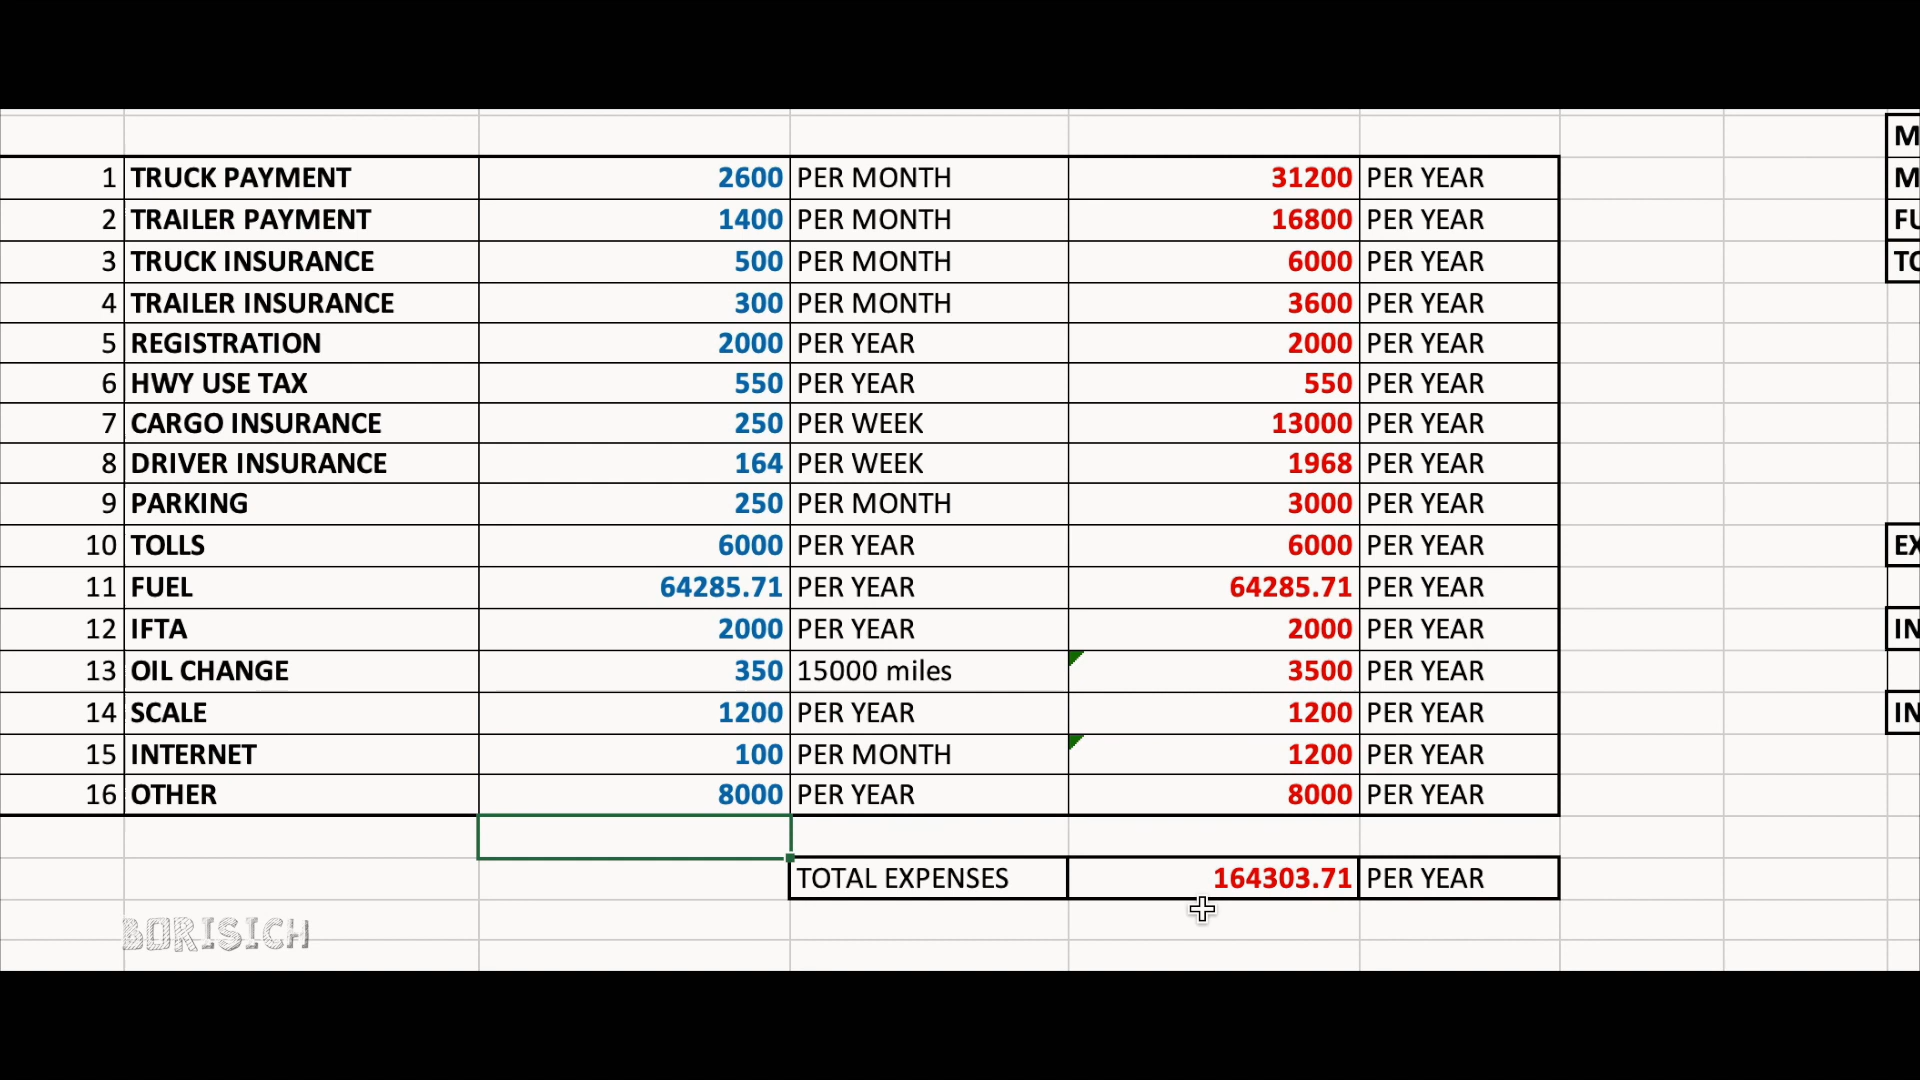 M
1 TRUCK PAYMENT 2600 PER MONTH 31200 PER YEAR M
2 TRAILER PAYMENT 1400 PER MONTH 16800 PER YEAR FU
3 TRUCK INSURANCE 500 PER MONTH 6000 PER YEAR TO
4 TRAILER INSURANCE 300 PER MONTH 3600 PER YEAR
5 REGISTRATION 2000 PER YEAR 2000 PER YEAR
6 HWY USE TAX 550 PER YEAR 550 PER YEAR
7 CARGO INSURANCE 250 PER WEEK 13000 PER YEAR
8 DRIVER INSURANCE 164 PER WEEK 1968 PER YEAR
9 PARKING 250 PER MONTH 3000 PER YEAR
10 TOLLS 6000 PER YEAR 6000 PER YEAR EX
11 FUEL 64285.71 PER YEAR 64285.71 PER YEAR
12 IFTA 2000 PER YEAR 2000 PER YEAR IN
13 OIL CHANGE 350 15000 miles 3500 PER YEAR
14 SCALE 1200 PER YEAR 1200 PER YEAR IN
15 INTERNET 100 PER MONTH 1200 PER YEAR
16 OTHER 8000 PER YEAR 8000 PER YEAR
TOTAL EXPENSES 164303.71 PER YEAR
BORISICH